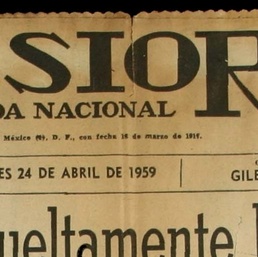 SIOR
DA NACIONAL
México D. F., con fecha 18 de marzo de 1917.
ES 24 DE ABRIL DE 1959
GILE
ueltamente